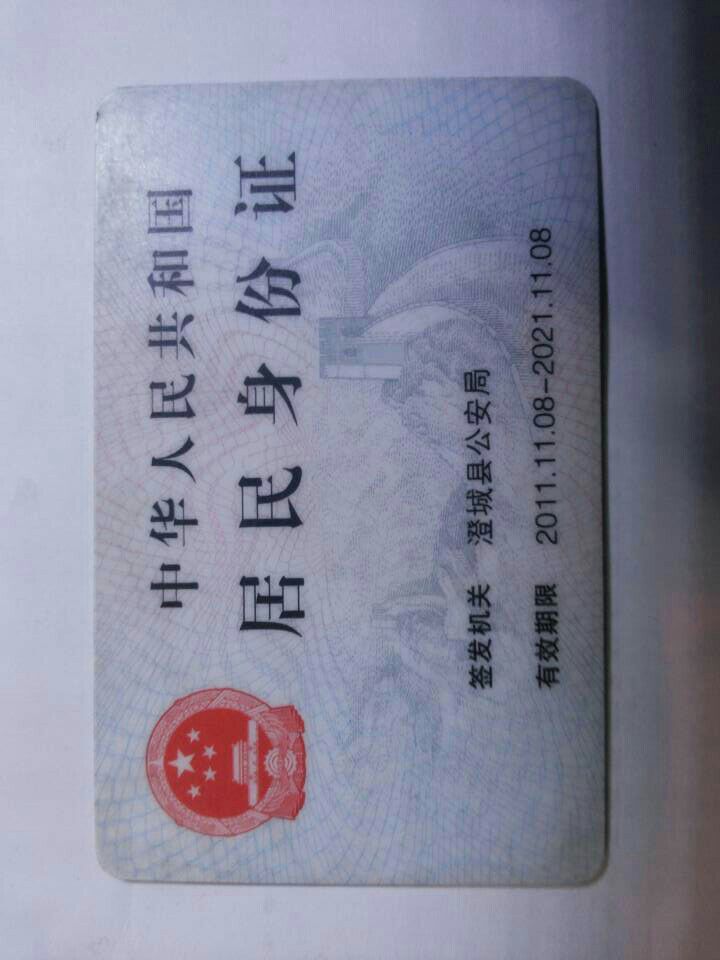 中华人民共和国
居民身份证
签发机关 澄城县公安局
有效期限 2011.11.08-2021.11.08